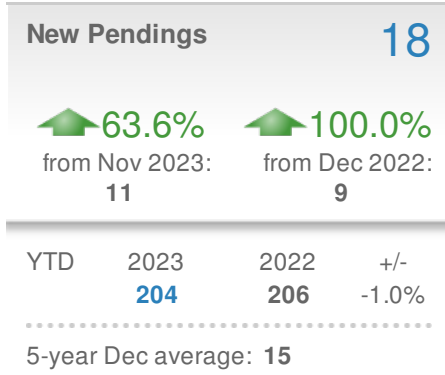 New Pendings 18
63.6% 100.0%
from Nov 2023: from Dec 2022:
11 9
YTD 2023 2022 +/-
204 206 -1.0%
5-year Dec average: 15